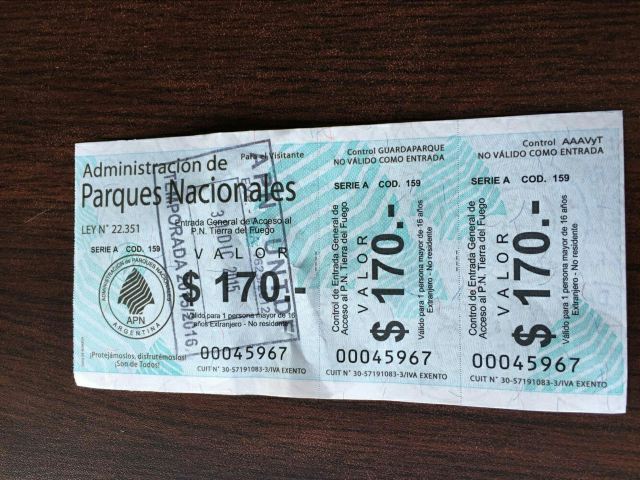 Para el Visitante
Administración de
Parques Nacionales
LEY N° 22.351
Entrada General de Acceso al
P.N. Tierra del Fuego
SERIE A COD. 159
VALOR
$ 170.-
Válido para 1 persona mayor de 16
años Extranjero - No residente
ADMINISTRACIÓN DE PARQUES NACIONALES
APN
ARGENTINA
¡Protejámoslos, disfrutémoslos!
¡Son de Todos!
00045967
CUIT N° 30-57191083-3/IVA EXENTO
DIC 2015
TEMPORADA 2015/2016
Control GUARDAPARQUE
NO VÁLIDO COMO ENTRADA
SERIE A COD. 159
Control de Entrada General de
Acceso al P.N. Tierra del Fuego
VALOR
$ 170.-
Válido para 1 persona mayor de 16 años
Extranjero - No residente
00045967
CUIT N° 30-57191083-3/IVA EXENTO
Control AAAVyT
NO VÁLIDO COMO ENTRADA
SERIE A COD. 159
Control de Entrada General de
Acceso al P.N. Tierra del Fuego
VALOR
$ 170.-
Válido para 1 persona mayor de 16 años
Extranjero - No residente
00045967
CUIT N° 30-57191083-3/IVA EXENTO